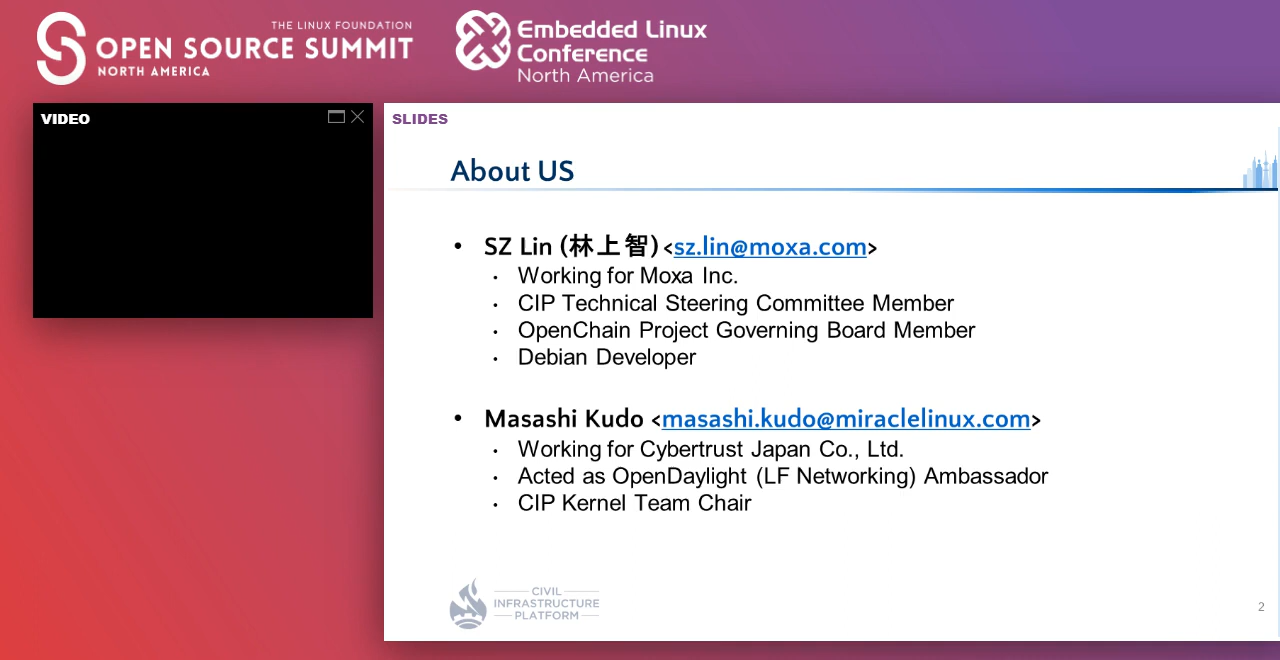 THE LINUX FOUNDATION
OPEN SOURCE SUMMIT
NORTH AMERICA
Embedded Linux
Conference
North America
VIDEO
SLIDES
About US
• SZ Lin (林上智) <sz.lin@moxa.com>
• Working for Moxa Inc.
• CIP Technical Steering Committee Member
• OpenChain Project Governing Board Member
• Debian Developer
• Masashi Kudo <masashi.kudo@miraclelinux.com>
• Working for Cybertrust Japan Co., Ltd.
• Acted as OpenDaylight (LF Networking) Ambassador
• CIP Kernel Team Chair
CIVIL
INFRASTRUCTURE
PLATFORM
2